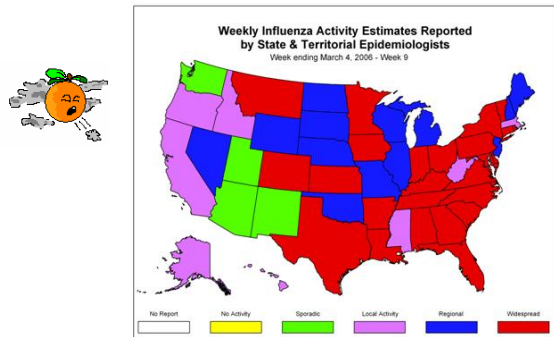 Weekly Influenza Activity Estimates Reported
by State & Territorial Epidemiologists
Week ending March 4, 2006 - Week 9
No Report
No Activity
Sporadic
Local Activity
Regional
Widespread